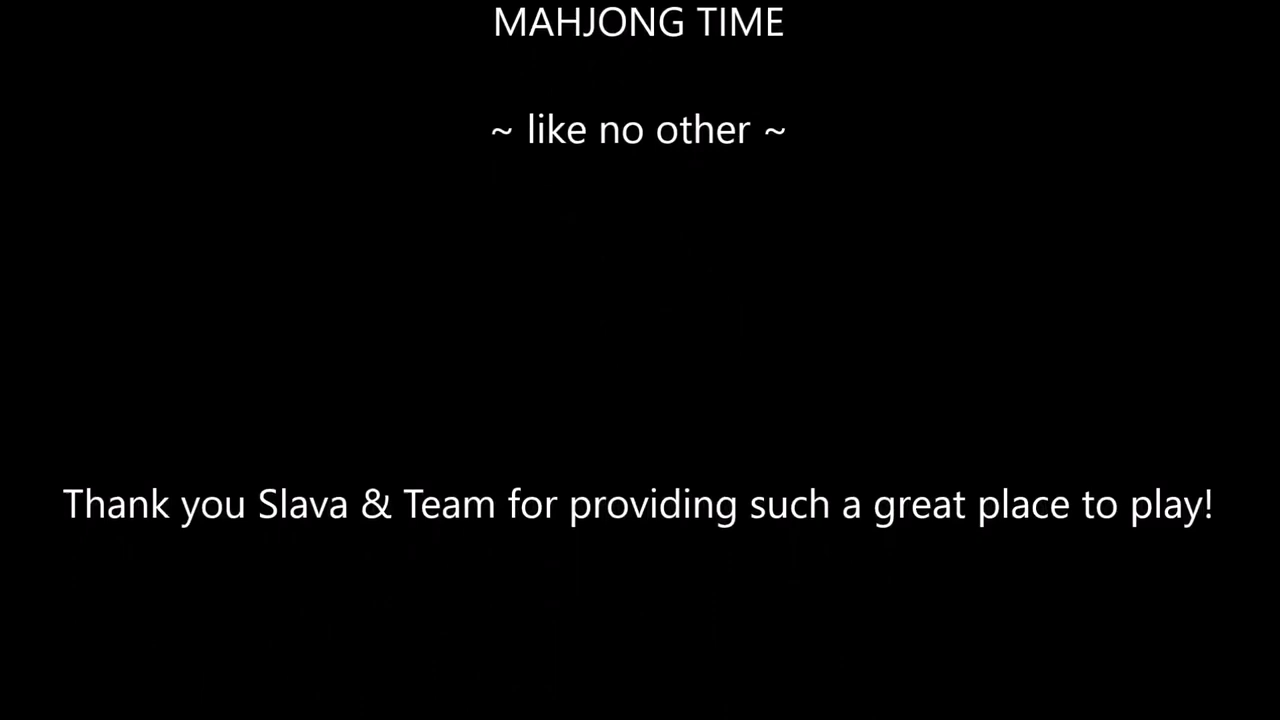 MAHJONG TIME
~ like no other ~
Thank you Slava & Team for providing such a great place to play!